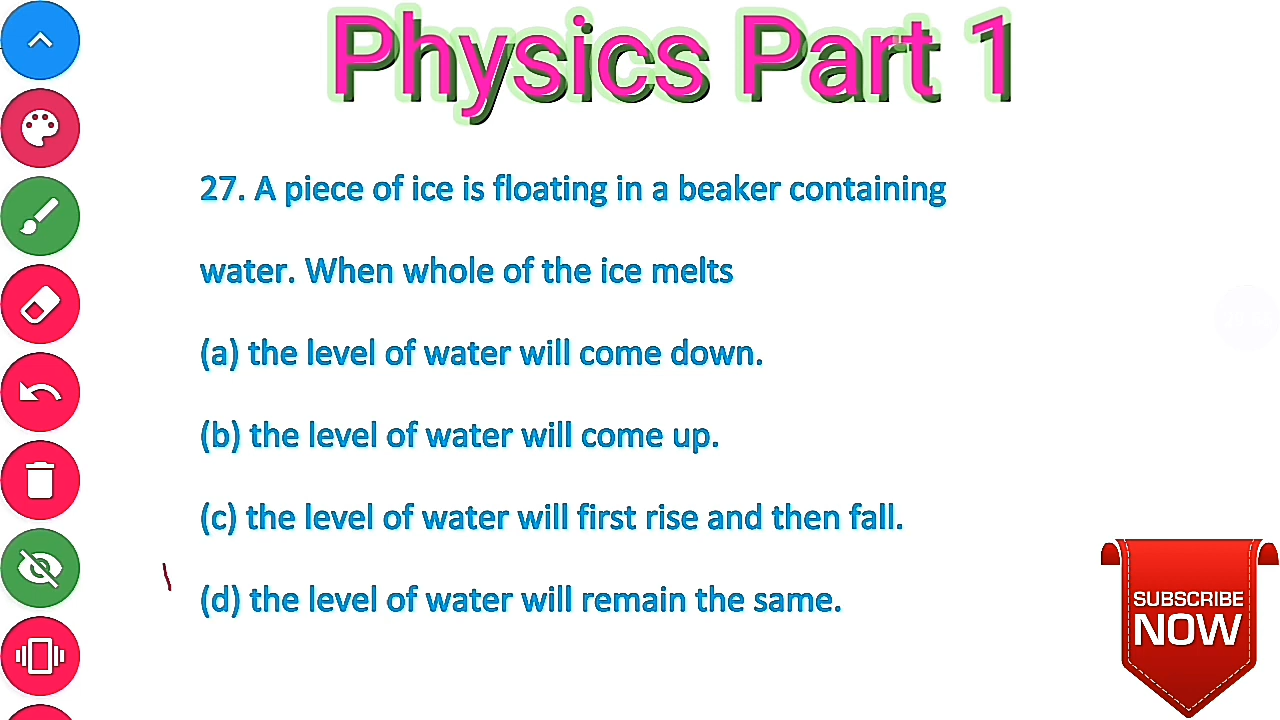 Physics Part 1
27. A piece of ice is floating in a beaker containing
water. When whole of the ice melts
(a) the level of water will come down.
(b) the level of water will come up.
(c) the level of water will first rise and then fall.
(d) the level of water will remain the same.
SUBSCRIBE
NOW